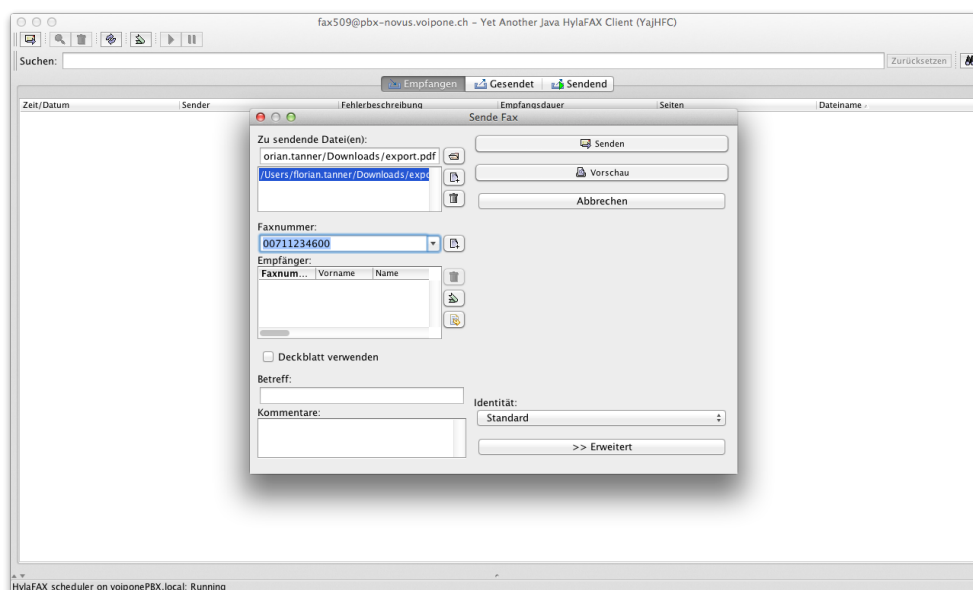 fax509@pbx-novus.voipone.ch – Yet Another Java HylaFAX Client (YajHFC)
Suchen:
Zurücksetzen
Empfangen Gesendet Sendend
Zeit/Datum Sender Fehlerbeschreibung Empfangsdauer Seiten Dateiname
Sende Fax
Zu sendende Datei(en):
orian.tanner/Downloads/export.pdf
/Users/florian.tanner/Downloads/expo
Senden
Vorschau
Abbrechen
Faxnummer:
00711234600
Empfänger:
Faxnum... Vorname Name
Deckblatt verwenden
Betreff:
Kommentare:
Identität:
Standard
>> Erweitert
HylaFAX scheduler on voiponePBX.local: Running